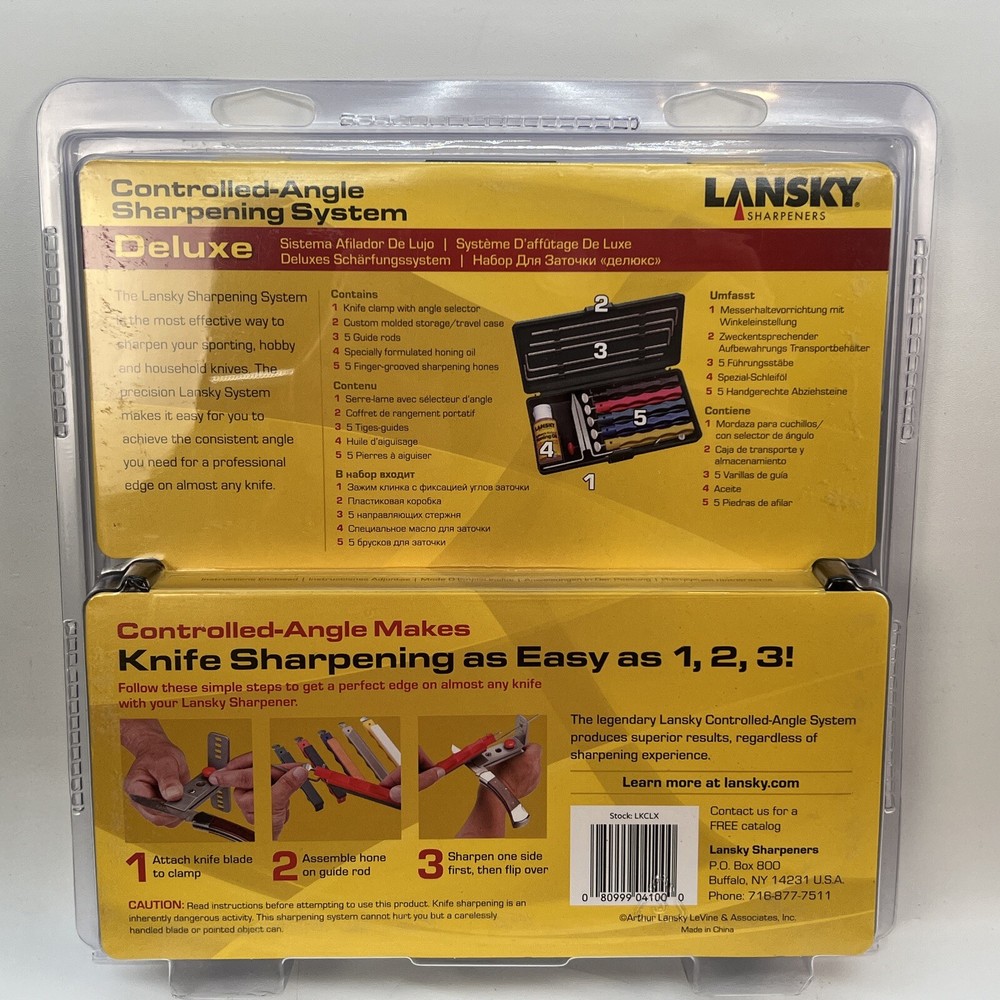 Controlled-Angle
Sharpening System
LANSKY®
SHARPENERS
Deluxe
Sistema Afilador De Lujo | Système D'affûtage De Luxe
Deluxes Schärfungssystem | Набор Для Заточки «делюкс»
The Lansky Sharpening System
is the most effective way to
sharpen your sporting, hobby
and household knives. The
precision Lansky System
makes it easy for you to
achieve the consistent angle
you need for a professional
edge on almost any knife.
Contains
1 Knife clamp with angle selector
2 Custom molded storage/travel case
3 5 Guide rods
4 Specially formulated honing oil
5 5 Finger-grooved sharpening hones
Contenu
1 Serre-lame avec sélecteur d'angle
2 Coffret de rangement portatif
3 5 Tiges-guides
4 Huile d'aiguisage
5 5 Pierres à aiguiser
В набор входит
1 Зажим клинка с фиксацией углов заточки
2 Пластиковая коробка
3 5 направляющих стержня
4 Специальное масло для заточки
5 5 брусков для заточки
2
3
5
LANSKY
4
1
Umfasst
1 Messerhaltevorrichtung mit
Winkeleinstellung
2 Zweckentsprechender
Aufbewahrungs Transportbehälter
3 5 Führungsstäbe
4 Spezial-Schleiföl
5 5 Handgerechte Abziehsteine
Contiene
1 Mordaza para cuchillos/
con selector de ángulo
2 Caja de transporte y
almacenamiento
3 5 Varillas de guía
4 Aceite
5 5 Piedras de afilar
Controlled-Angle Makes
Knife Sharpening as Easy as 1, 2, 3!
Follow these simple steps to get a perfect edge on almost any knife
with your Lansky Sharpener.
1 Attach knife blade
to clamp
2 Assemble hone
on guide rod
3 Sharpen one side
first, then flip over
CAUTION: Read instructions before attempting to use this product. Knife sharpening is an
inherently dangerous activity. This sharpening system cannot hurt you but a carelessly
handled blade or pointed object can.
The legendary Lansky Controlled-Angle System
produces superior results, regardless of
sharpening experience.
Learn more at lansky.com
Stock: LKCLX
0 80999 04100 0
Contact us for a
FREE catalog
Lansky Sharpeners
P.O. Box 800
Buffalo, NY 14231 U.S.A.
Phone: 716-877-7511
©Arthur Lansky LeVine & Associates, Inc.
Made in China